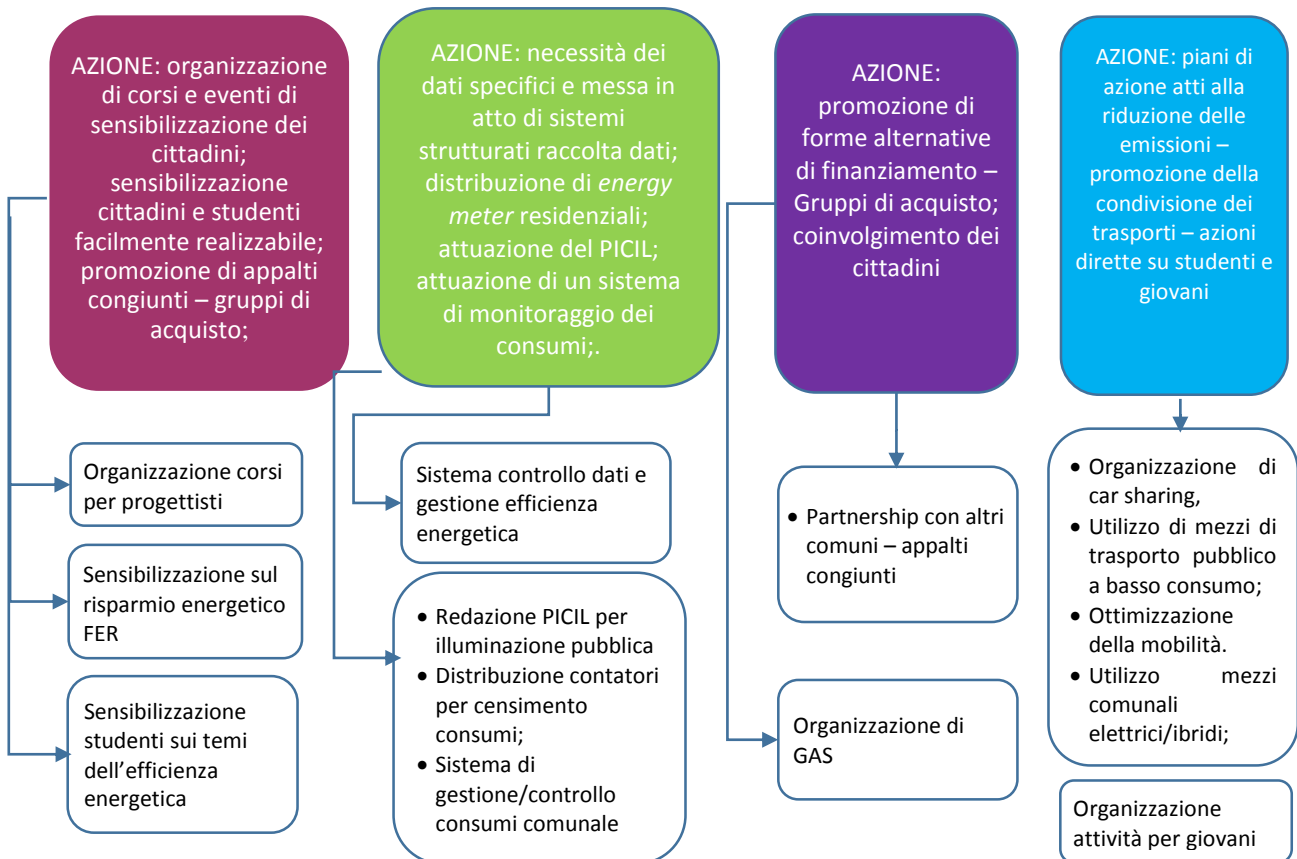 AZIONE: organizzazione
di corsi e eventi di
sensibilizzazione dei
cittadini;
sensibilizzazione
cittadini e studenti
facilmente realizzabile;
promozione di appalti
congiunti – gruppi di
acquisto;
Organizzazione corsi
per progettisti
Sensibilizzazione sul
risparmio energetico
FER
Sensibilizzazione
studenti sui temi
dell’efficienza
energetica
AZIONE: necessità dei
dati specifici e messa in
atto di sistemi
strutturati raccolta dati;
distribuzione di energy
meter residenziali;
attuazione del PICIL;
attuazione di un sistema
di monitoraggio dei
consumi;.
Sistema controllo dati e
gestione efficienza
energetica
• Redazione PICIL per
illuminazione pubblica
• Distribuzione contatori
per censimento
consumi;
• Sistema di
gestione/controllo
consumi comunale
AZIONE:
promozione di
forme alternative
di finanziamento –
Gruppi di acquisto;
coinvolgimento dei
cittadini
• Partnership con altri
comuni – appalti
congiunti
Organizzazione di
GAS
AZIONE: piani di
azione atti alla
riduzione delle
emissioni –
promozione della
condivisione dei
trasporti – azioni
dirette su studenti e
giovani
• Organizzazione di
car sharing,
• Utilizzo di mezzi di
trasporto pubblico
a basso consumo;
• Ottimizzazione
della mobilità.
• Utilizzo mezzi
comunali
elettrici/ibridi;
Organizzazione
attività per giovani